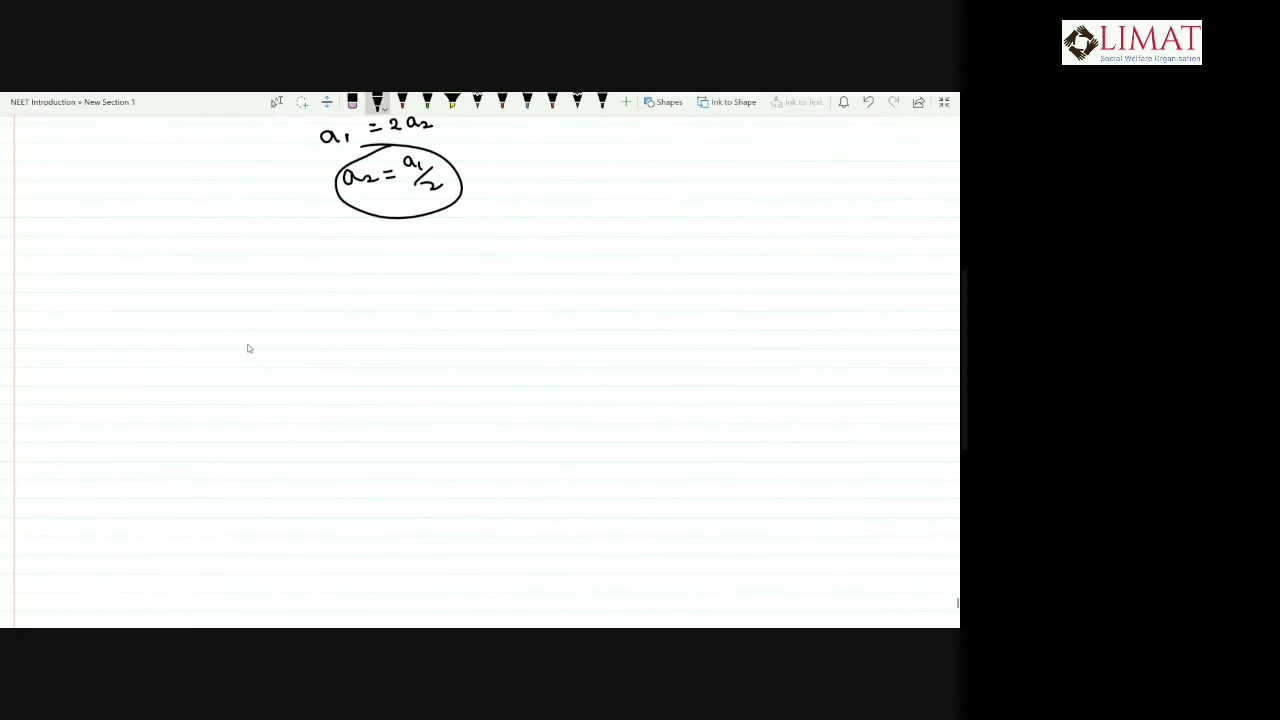 LIMAT
Social Welfare Organisation
NEET Introduction » New Section 1
Shapes
Ink to Shape
Ink to Text
a₁ = 2a₂
a₂ = a₁/2